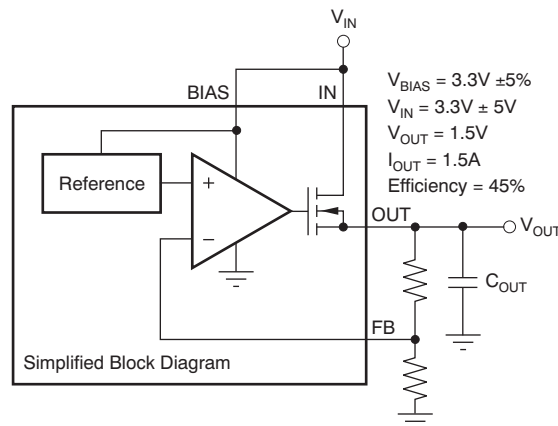 V_IN
BIAS
IN
V_BIAS = 3.3V ±5%
V_IN = 3.3V ± 5V
V_OUT = 1.5V
I_OUT = 1.5A
Efficiency = 45%
Reference
+
−
OUT
V_OUT
C_OUT
FB
Simplified Block Diagram